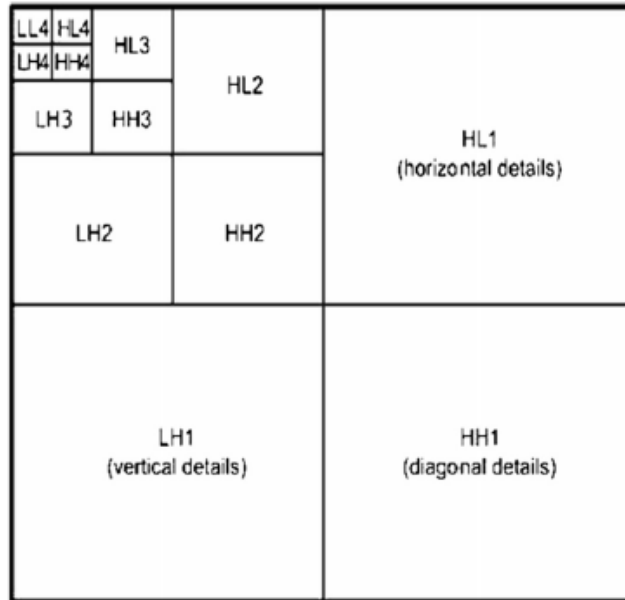 LL4 HL4
LH4 HH4
HL3
HL2
LH3
HH3
HL1
(horizontal details)
LH2
HH2
LH1
(vertical details)
HH1
(diagonal details)